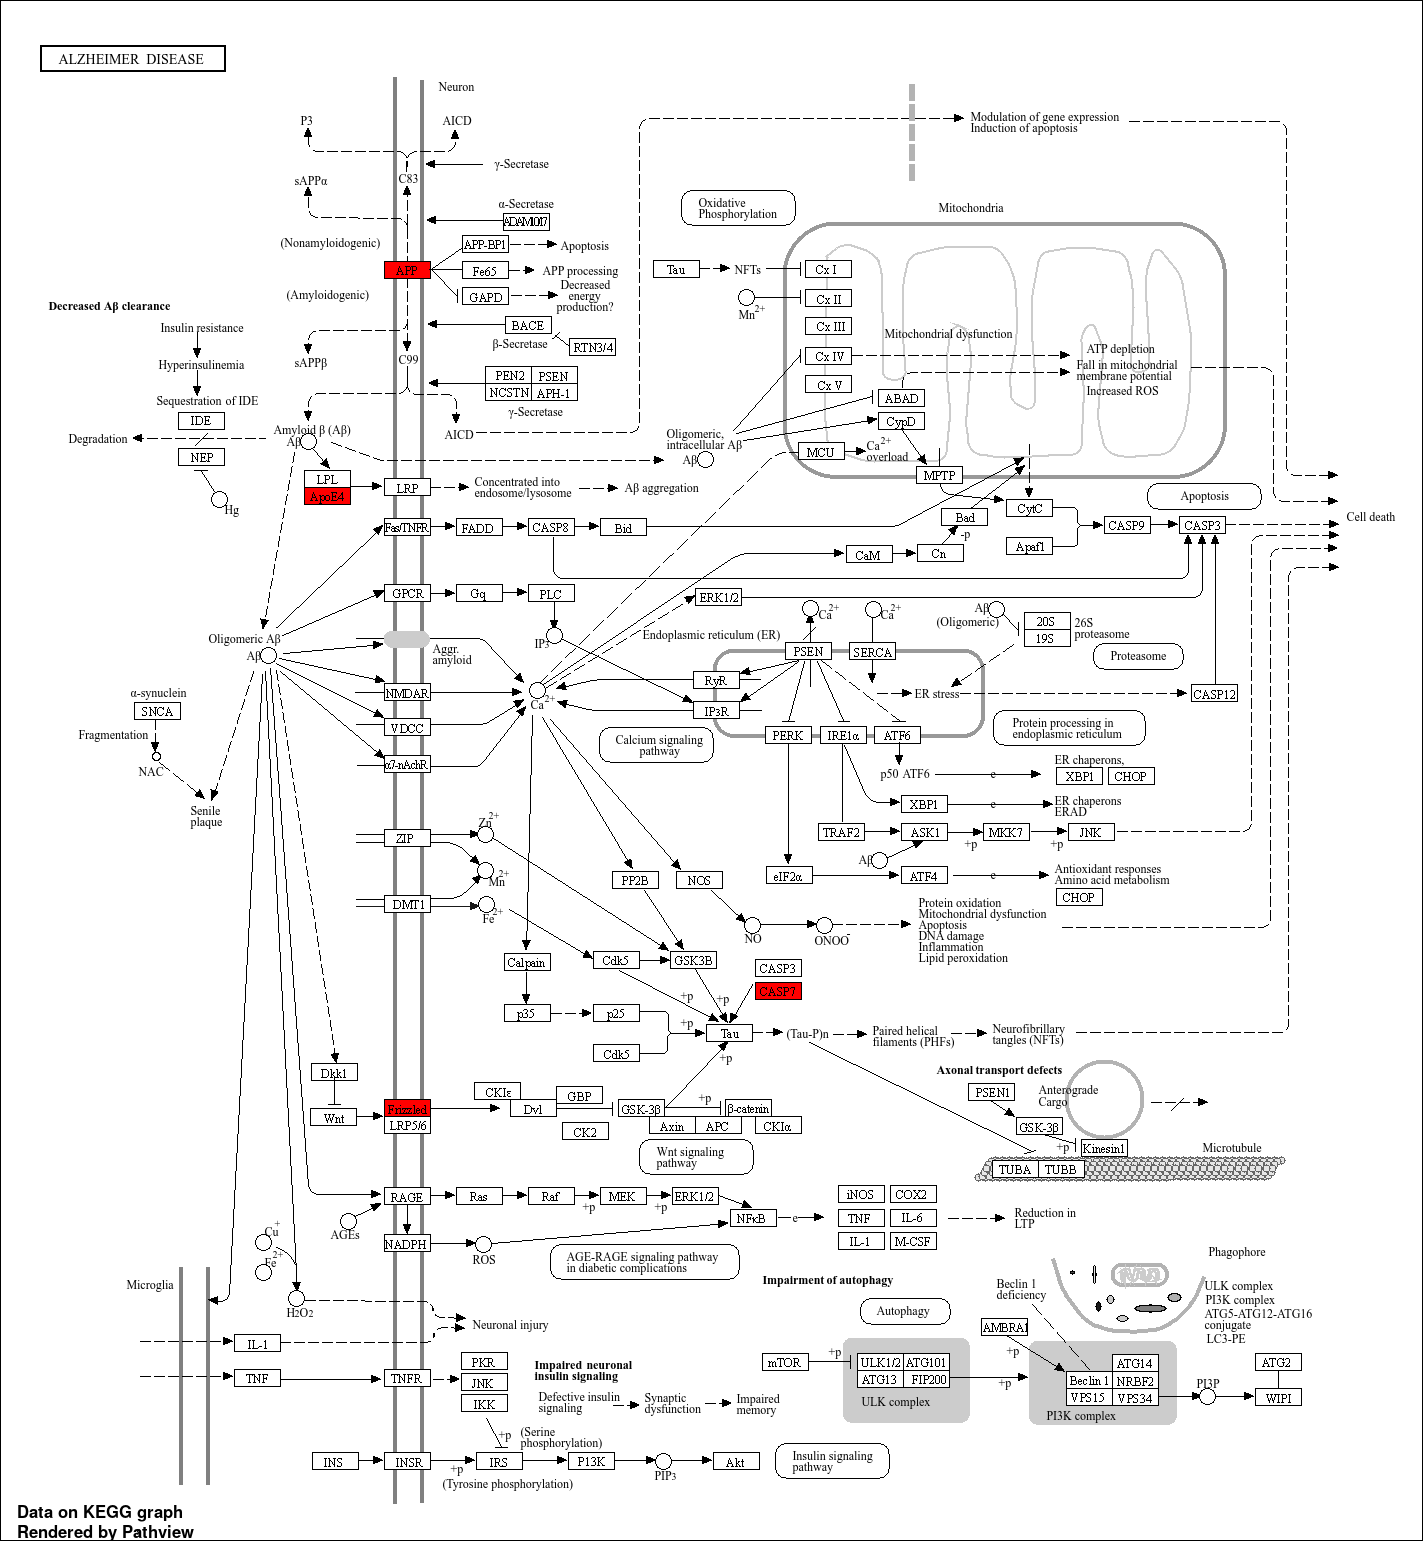 ALZHEIMER DISEASE
Neuron
P3
AICD
Modulation of gene expression
Induction of apoptosis
γ-Secretase
sAPPα
C83
α-Secretase
ADAM10/17
Oxidative
Phosphorylation
Mitochondria
(Nonamyloidogenic)
APP-BP1
Apoptosis
APP
Fe65
APP processing
Tau
NFTs
Cx I
(Amyloidogenic)
GAPD
Decreased
energy
production?
Mn2+
Cx II
Decreased Aβ clearance
BACE
β-Secretase
RTN3/4
Cx III
Mitochondrial dysfunction
Insulin resistance
Hyperinsulinemia
Sequestration of IDE
sAPPβ
C99
Cx IV
ATP depletion
Fall in mitochondrial
membrane potential
Increased ROS
PEN2
PSEN
NCSTN
APH-1
γ-Secretase
Cx V
ABAD
CypD
IDE
Degradation
NEP
Hg
Amyloid β (Aβ)
Aβ
AICD
Oligomeric,
intracellular Aβ
Aβ
MCU
Ca2+
overload
MPTP
LPL
ApoE4
LRP
Concentrated into
endosome/lysosome
Aβ aggregation
Apoptosis
Cell death
Fas/TNFR
FADD
CASP8
Bid
Bad
-p
CytC
Apaf1
CASP9
CASP3
CaM
Cn
GPCR
Gq
PLC
IP3
ERK1/2
Ca2+
Ca2+
Aβ
(Oligomeric)
20S
19S
26S
proteasome
Proteasome
Oligomeric Aβ
Aβ
Aggr.
amyloid
Endoplasmic reticulum (ER)
PSEN
SERCA
RyR
IP3R
ER stress
CASP12
NMDAR
Ca2+
α-synuclein
SNCA
Fragmentation
NAC
Senile
plaque
VDCC
α7-nAchR
Calcium signaling
pathway
PERK
IRE1α
ATF6
Protein processing in
endoplasmic reticulum
p50 ATF6
e
ER chaperons,
XBP1
CHOP
XBP1
e
ER chaperons
ERAD
ZIP
Zn2+
Mn2+
TRAF2
ASK1
MKK7
JNK
+p
+p
Aβ
PP2B
NOS
eIF2α
ATF4
e
Antioxidant responses
Amino acid metabolism
CHOP
DMT1
Fe2+
NO
ONOO-
Protein oxidation
Mitochondrial dysfunction
Apoptosis
DNA damage
Inflammation
Lipid peroxidation
Calpain
Cdk5
GSK3B
CASP3
CASP7
+p
+p
p35
p25
+p
Cdk5
Tau
+p
(Tau-P)n
Paired helical
filaments (PHFs)
Neurofibrillary
tangles (NFTs)
Dkk1
Wnt
Frizzled
LRP5/6
CKIε
Dvl
GBP
CK2
GSK-3β
+p
β-catenin
Axin
APC
CKIα
Wnt signaling
pathway
Axonal transport defects
PSEN1
Anterograde
Cargo
GSK-3β
+p
Kinesin1
Microtubule
TUBA
TUBB
RAGE
Ras
Raf
MEK
ERK1/2
+p
+p
AGEs
NADPH
ROS
NFκB
e
iNOS
COX2
TNF
IL-6
IL-1
M-CSF
Reduction in
LTP
AGE-RAGE signaling pathway
in diabetic complications
Cu+
Fe2+
H2O2
Microglia
Neuronal injury
IL-1
TNF
TNFR
PKR
JNK
IKK
Impaired neuronal
insulin signaling
Defective insulin
signaling
Synaptic
dysfunction
Impaired
memory
+p
(Serine
phosphorylation)
INS
INSR
+p
IRS
P13K
PIP3
Akt
(Tyrosine phosphorylation)
Insulin signaling
pathway
Impairment of autophagy
Autophagy
mTOR
+p
ULK1/2
ATG101
ATG13
FIP200
ULK complex
+p
AMBRA1
+p
Beclin 1
deficiency
ATG14
Beclin 1
NRBF2
VPS15
VPS34
PI3K complex
PI3P
ATG2
WIPI
Phagophore
ULK complex
PI3K complex
ATG5-ATG12-ATG16
conjugate
LC3-PE
Data on KEGG graph
Rendered by Pathview